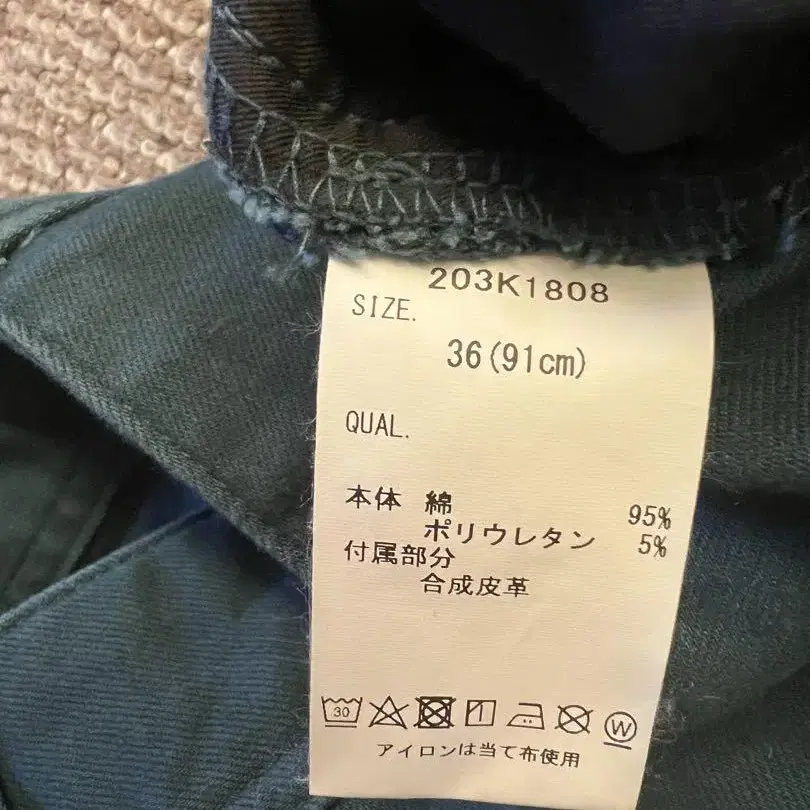 203K1808
SIZE.
36(91cm)
QUAL.
本体 綿 95%
ポリウレタン 5%
付属部分
合成皮革
30
W
アイロンは当て布使用